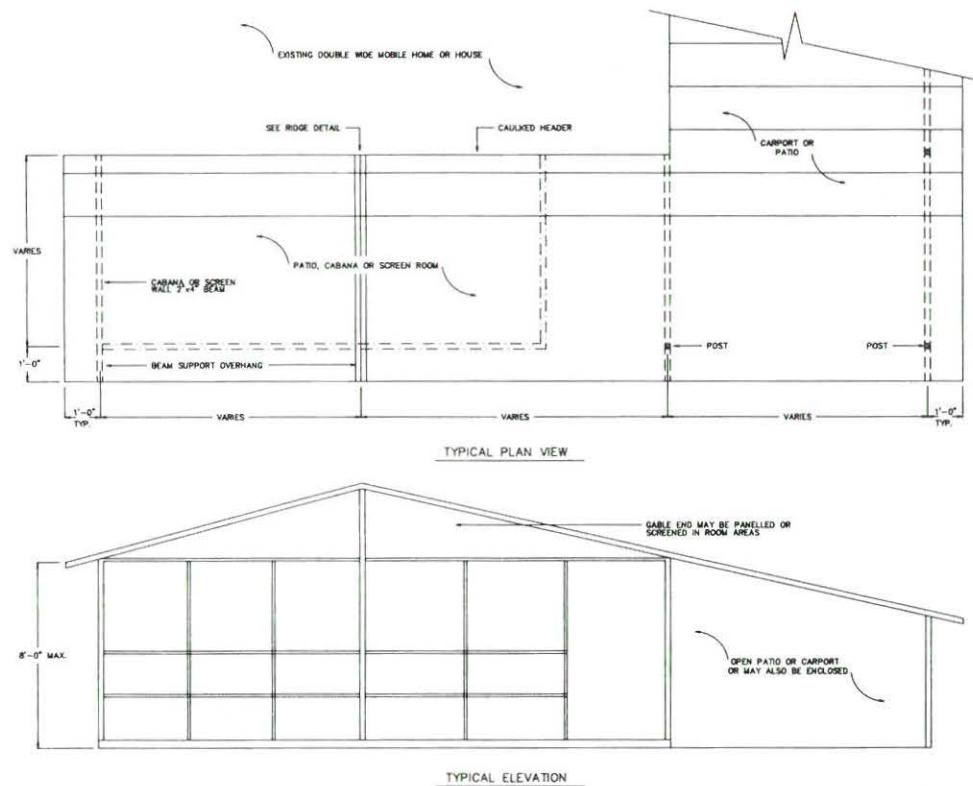 EXISTING DOUBLE WIDE MOBILE HOME OR HOUSE
SEE RIDGE DETAIL
CAULKED HEADER
CARPORT OR
PATIO
VARIES
PATIO, CABANA OR SCREEN ROOM
CABANA OR SCREEN
WALL 2"x4" BEAM
1'-0"
BEAM SUPPORT OVERHANG
POST
POST
1'-0"
TYP.
VARIES
VARIES
VARIES
1'-0"
TYP.
TYPICAL PLAN VIEW
GABLE END MAY BE PANELLED OR
SCREENED IN ROOM AREAS
8'-0" MAX.
OPEN PATIO OR CARPORT
OR MAY ALSO BE ENCLOSED
TYPICAL ELEVATION